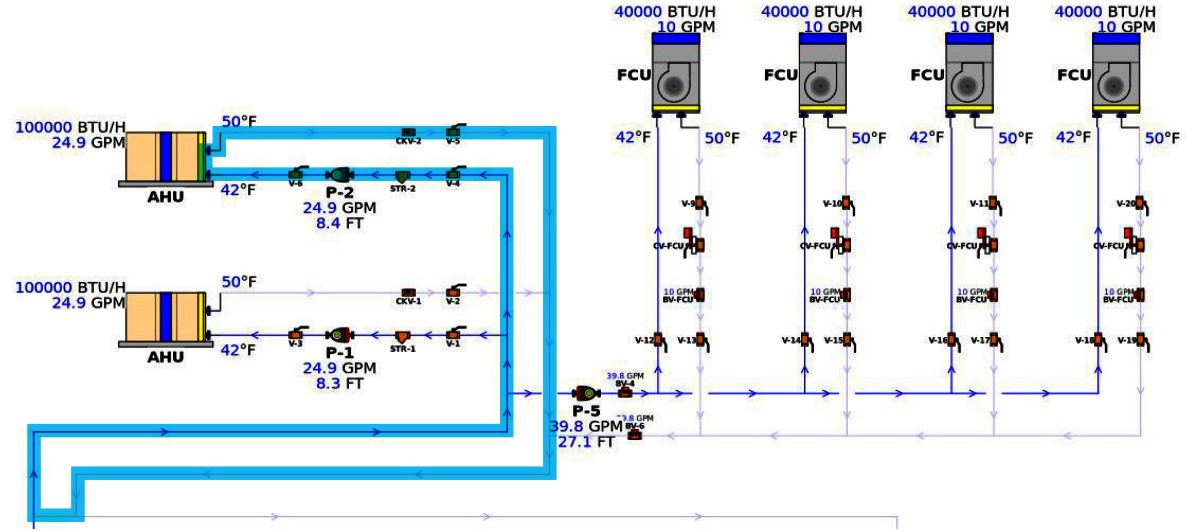 40000 BTU/H
10 GPM
40000 BTU/H
10 GPM
40000 BTU/H
10 GPM
40000 BTU/H
10 GPM
FCU
FCU
FCU
FCU
100000 BTU/H
24.9 GPM
50°F
CKV-2
V-5
42°F
50°F
42°F
50°F
42°F
50°F
42°F
50°F
AHU
42°F
V-6
P-2
24.9 GPM
8.4 FT
STR-2
V-4
V-9
V-10
V-11
V-20
CV-FCU
CV-FCU
CV-FCU
CV-FCU
100000 BTU/H
24.9 GPM
50°F
CKV-1
V-2
10 GPM
BV-FCU
10 GPM
BV-FCU
10 GPM
BV-FCU
10 GPM
BV-FCU
AHU
42°F
V-3
P-1
24.9 GPM
8.3 FT
STR-1
V-1
V-12
V-13
V-14
V-15
V-16
V-17
V-18
V-19
39.8 GPM
BV-4
P-5
39.8 GPM
27.1 FT
BV-6